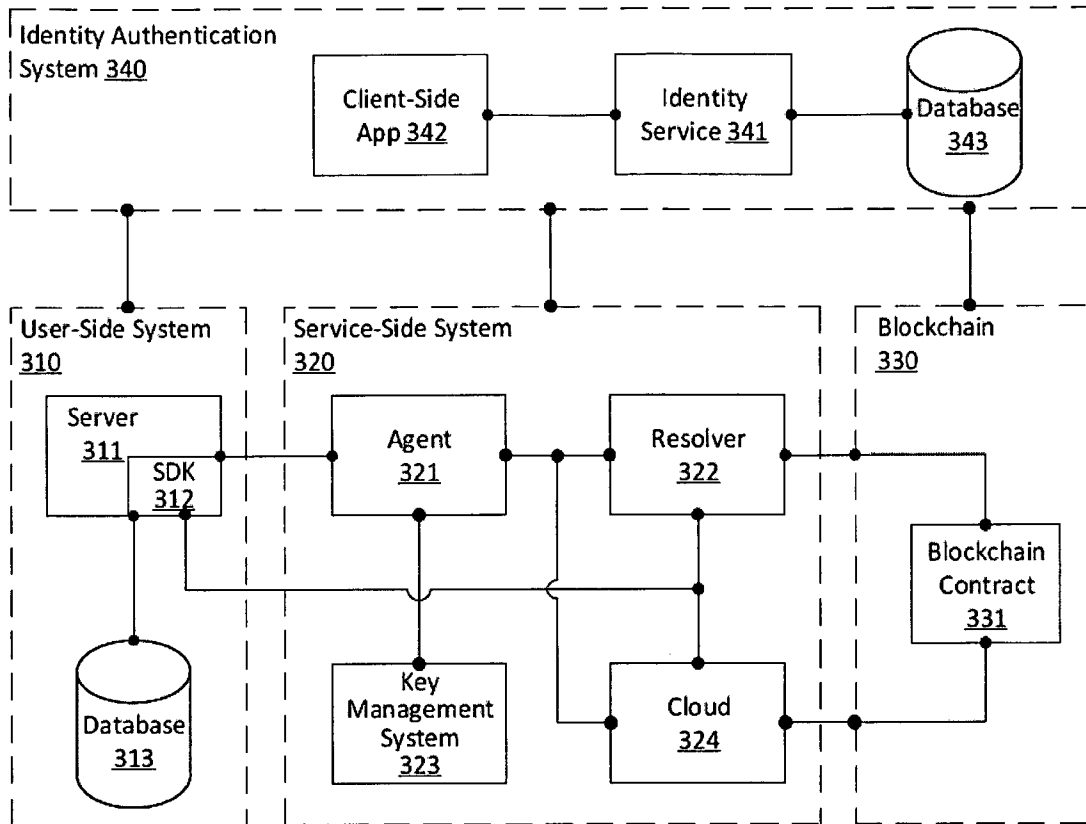 Identity Authentication
System 340
Client-Side
App 342
Identity
Service 341
Database
343
User-Side System
310
Service-Side System
320
Blockchain
330
Server
311
SDK
312
Agent
321
Resolver
322
Blockchain
Contract
331
Database
313
Key
Management
System
323
Cloud
324